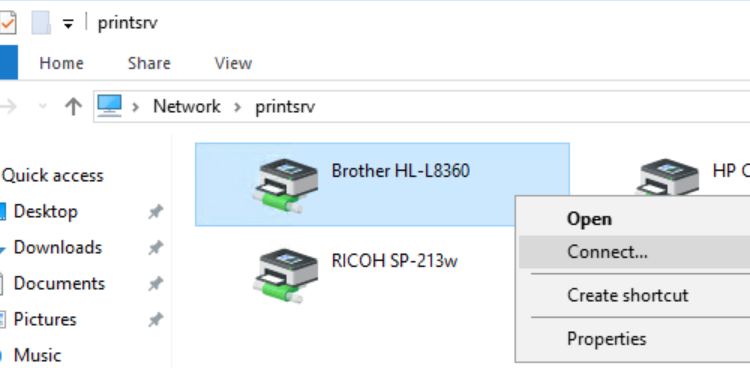 printsrv
Home Share View
Network printsrv
Quick access
Desktop
Downloads
Documents
Pictures
Music
Brother HL-L8360
HP
RICOH SP-213w
Open
Connect...
Create shortcut
Properties